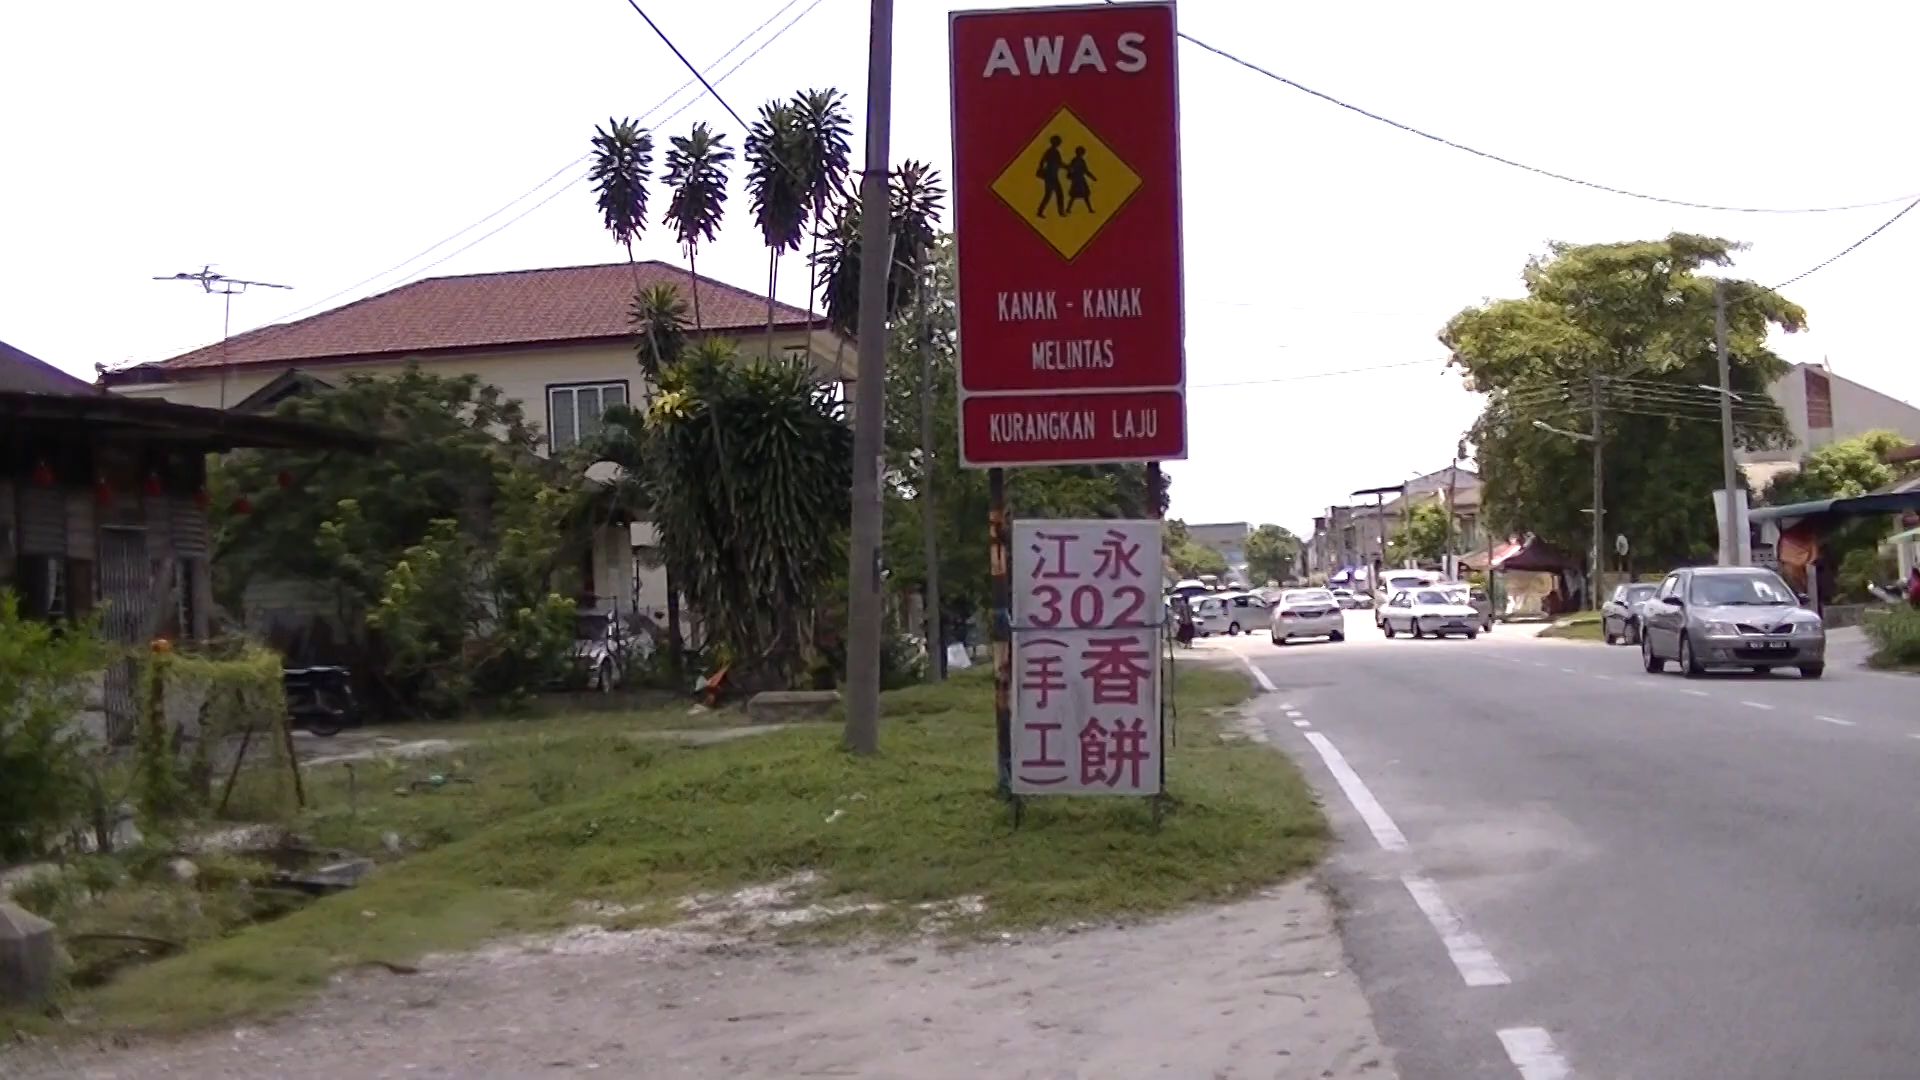 AWAS
KANAK - KANAK
MELINTAS
KURANGKAN LAJU
江永
302
香餅
(手工)